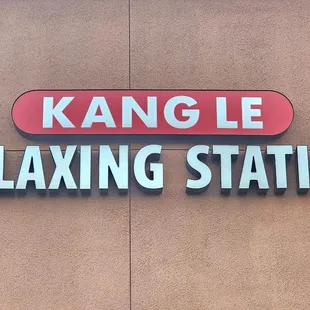 KANG LE
LAXING STATI